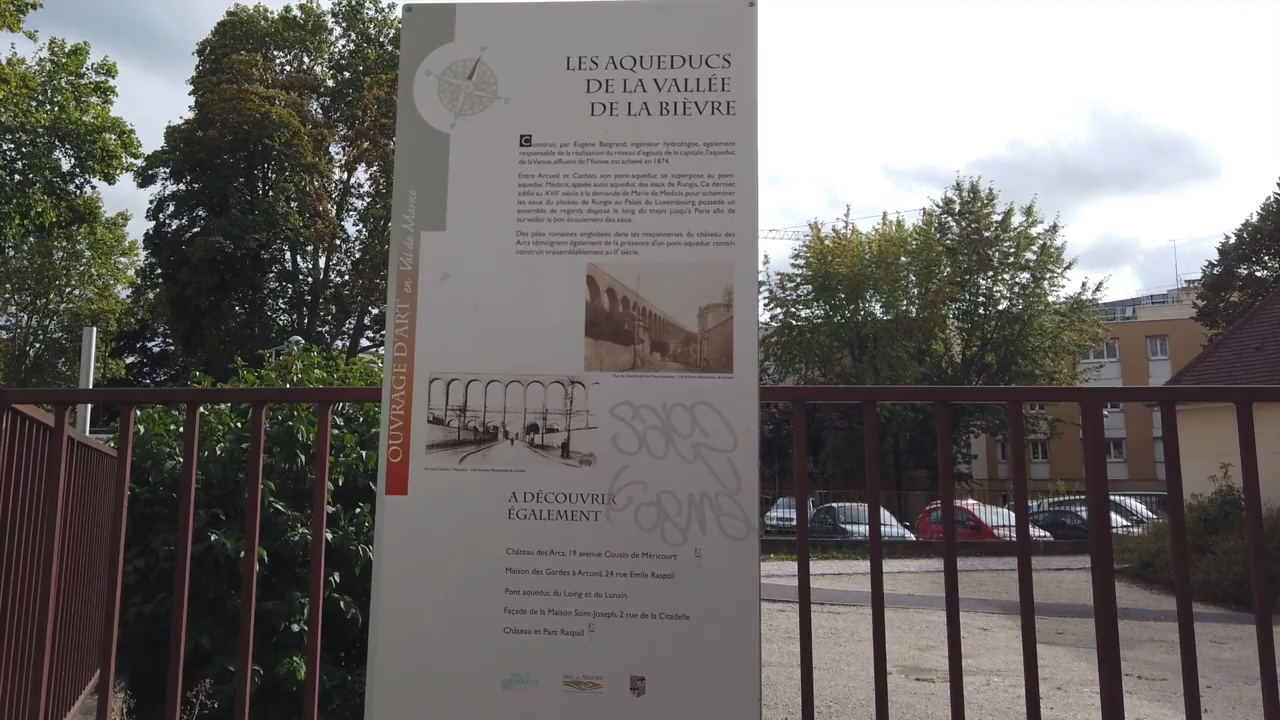 LES AQUEDUCS
DE LA VALLÉE
DE LA BIÈVRE
Construit par Eugène Belgrand, ingénieur hydrologue, également
responsable de la réalisation du réseau d'égouts de la capitale, l'aqueduc
de la Vanne, affluent de l'Yonne, est achevé en 1874.
Entre Arcueil et Cachan, son pont-aqueduc se superpose au pont-
aqueduc Médicis, appelé aussi aqueduc des eaux de Rungis. Ce dernier,
édifié au XVIIe siècle à la demande de Marie de Médicis pour acheminer
les eaux du plateau de Rungis au Palais du Luxembourg, possède un
ensemble de regards disposé le long du trajet jusqu'à Paris afin de
surveiller le bon écoulement des eaux.
Des piles romaines englobées dans les maçonneries du château des
Arts témoignent également de la présence d'un pont-aqueduc romain
construit vraisemblablement au IIe siècle.
OUVRAGE D'ART en Val de Marne
A DÉCOUVRIR
ÉGALEMENT
Château des Arts, 19 avenue Cousin de Méricourt
Maison des Gardes à Arcueil, 24 rue Emile Raspail
Pont aqueduc du Loing et du Lunain
Façade de la Maison Saint-Joseph, 2 rue de la Citadelle
Château et Parc Raspail
Val de Marne